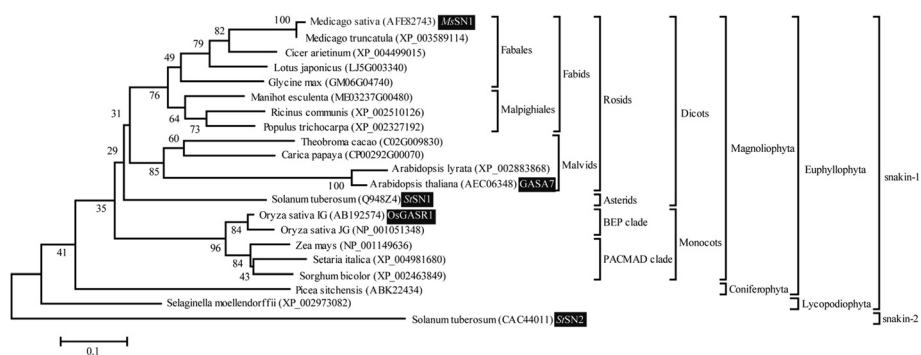 100
Medicago sativa (AFE82743) MsSN1
82
Medicago truncatula (XP_003589114)
79
Cicer arietinum (XP_004499015)
49
Lotus japonicus (LJ5G003340)
Fabales
Glycine max (GM06G04740)
76
Manihot esculenta (ME03237G00480)
31
64
Ricinus communis (XP_002510126)
Malpighiales
73
Populus trichocarpa (XP_002327192)
Fabids
Rosids
60
Theobroma cacao (C02G009830)
29
Carica papaya (CP00292G00070)
85
Arabidopsis lyrata (XP_002883868)
Malvids
100
Arabidopsis thaliana (AEC06348) GASA7
Dicots
Magnoliophyta
Euphyllophyta
snakin-1
Solanum tuberosum (Q948Z4) StSN1
Asterids
35
Oryza sativa IG (AB192574) OsGASR1
84
Oryza sativa JG (NP_001051348)
BEP clade
96
Zea mays (NP_001149636)
Monocots
84
Setaria italica (XP_004981680)
PACMAD clade
43
Sorghum bicolor (XP_002463849)
41
Picea sitchensis (ABK22434)
Coniferophyta
Selaginella moellendorffii (XP_002973082)
Lycopodiophyta
Solanum tuberosum (CAC44011) StSN2
snakin-2
0.1